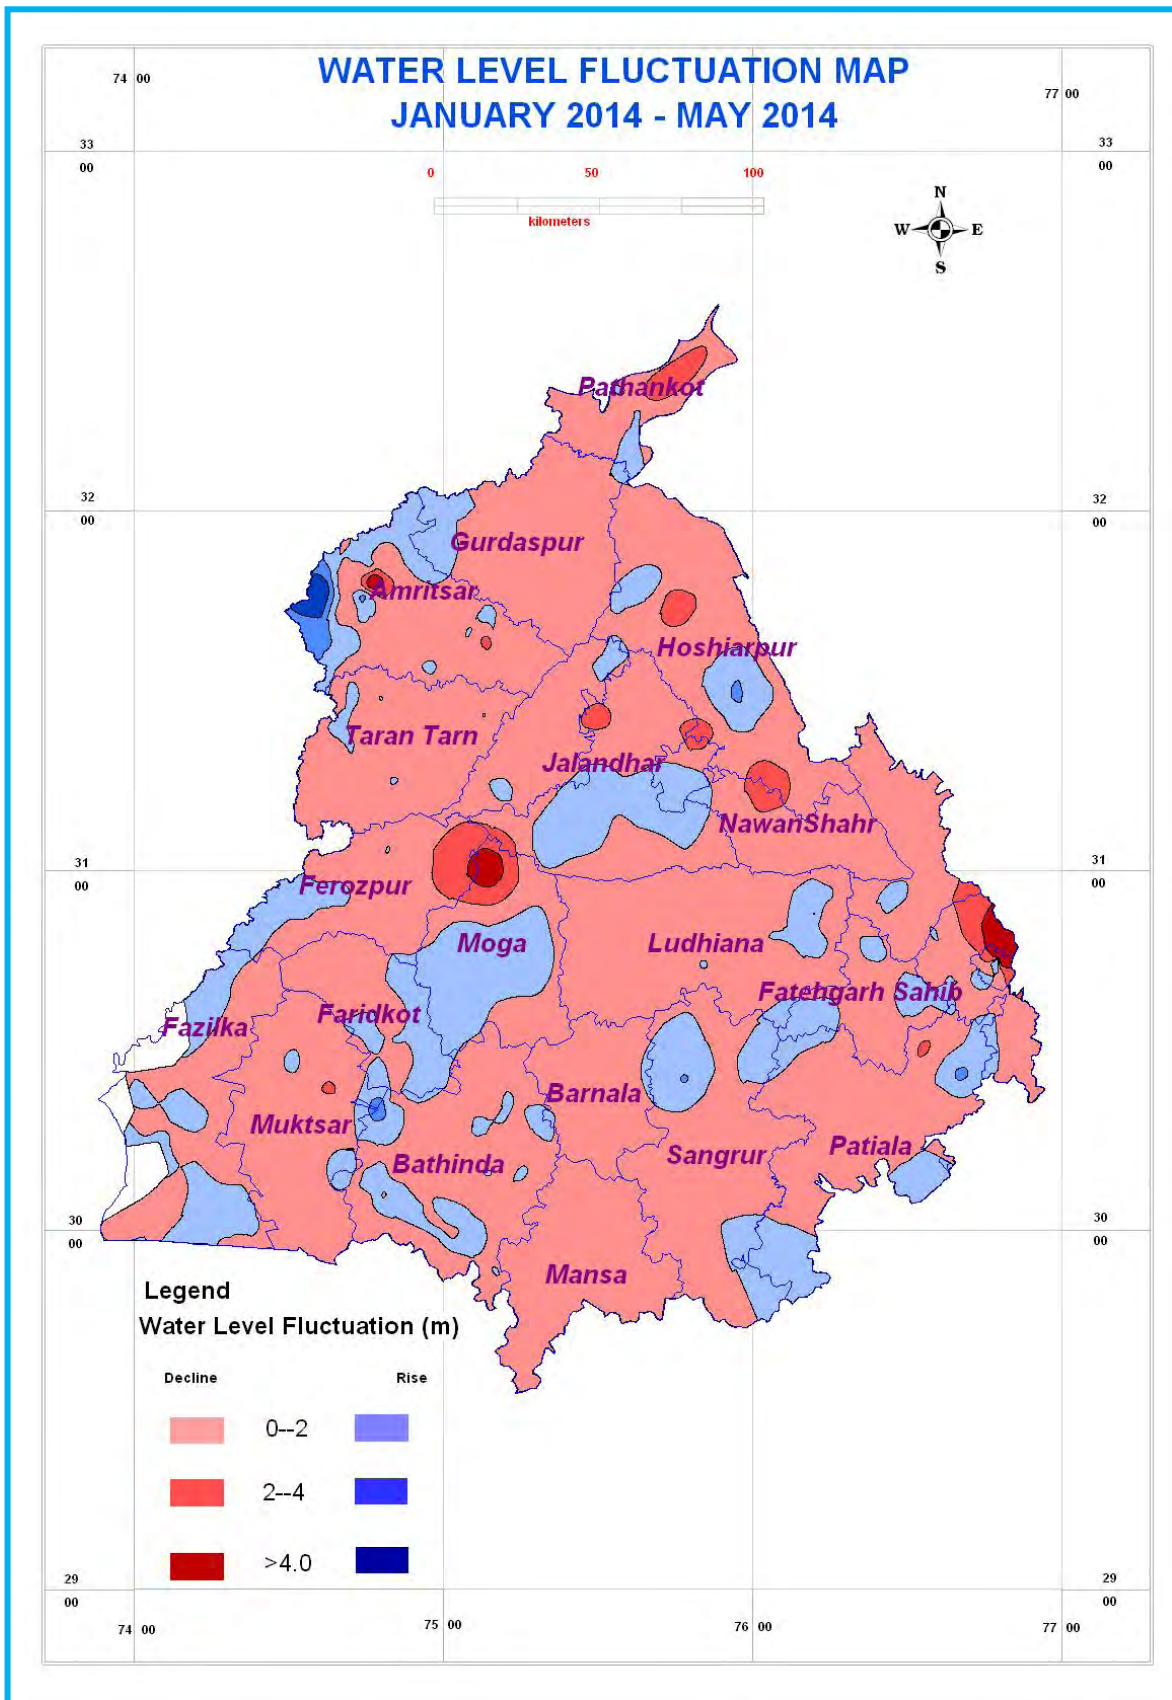 WATER LEVEL FLUCTUATION MAP
JANUARY 2014 - MAY 2014
74 00
77 00
33
00
33
00
0 50 100
kilometers
N
W E
S
Pathankot
32
00
32
00
Gurdaspur
Amritsar
Hoshiarpur
Taran Tarn
Jalandhar
NawanShahr
31
00
31
00
Ferozpur
Moga
Ludhiana
Fatehgarh Sahib
Faridkot
Fazilka
Barnala
Muktsar
Patiala
Sangrur
Bathinda
30
00
30
00
Mansa
Legend
Water Level Fluctuation (m)
Decline Rise
0--2
2--4
>4.0
29
00
29
00
74 00
75 00
76 00
77 00